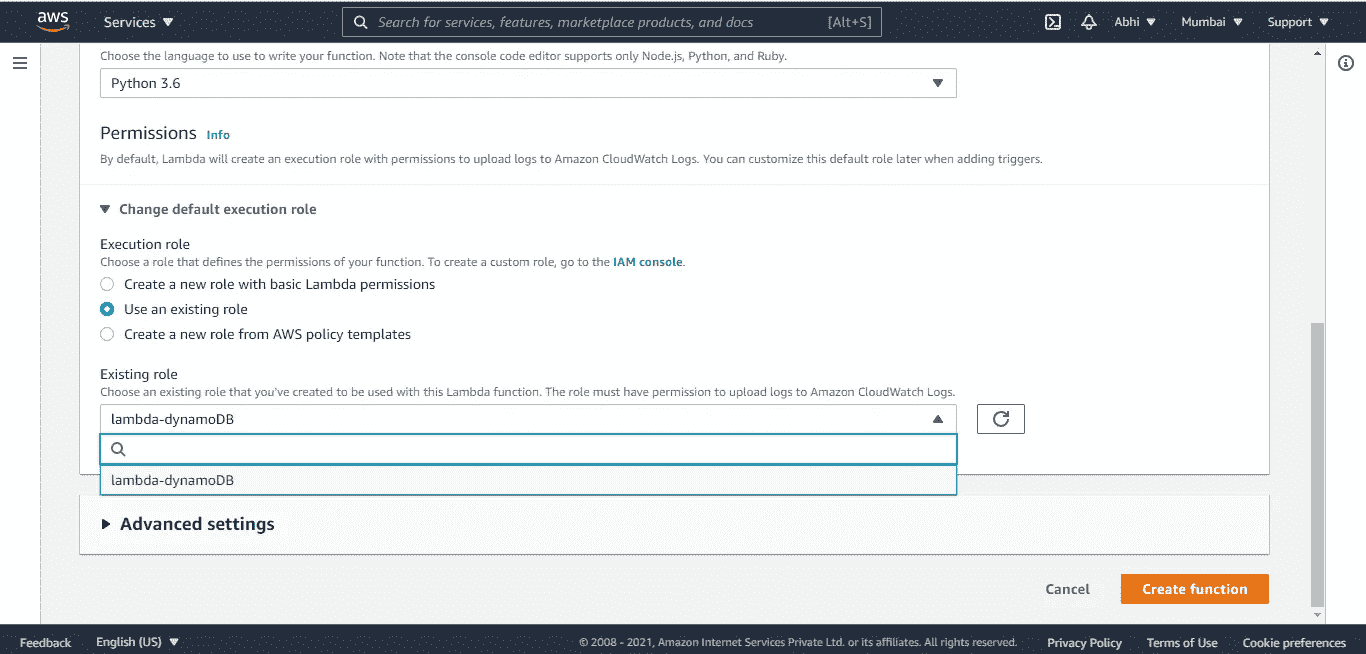 aws Services Search for services, features, marketplace products, and docs [Alt+S] Abhi Mumbai Support
Choose the language to use to write your function. Note that the console code editor supports only Node.js, Python, and Ruby.
Python 3.6
Permissions Info
By default, Lambda will create an execution role with permissions to upload logs to Amazon CloudWatch Logs. You can customize this default role later when adding triggers.
Change default execution role
Execution role
Choose a role that defines the permissions of your function. To create a custom role, go to the IAM console.
Create a new role with basic Lambda permissions
Use an existing role
Create a new role from AWS policy templates
Existing role
Choose an existing role that you've created to be used with this Lambda function. The role must have permission to upload logs to Amazon CloudWatch Logs.
lambda-dynamoDB
lambda-dynamoDB
Advanced settings
Cancel Create function
Feedback English (US) © 2008 - 2021, Amazon Internet Services Private Ltd. or its affiliates. All rights reserved. Privacy Policy Terms of Use Cookie preferences